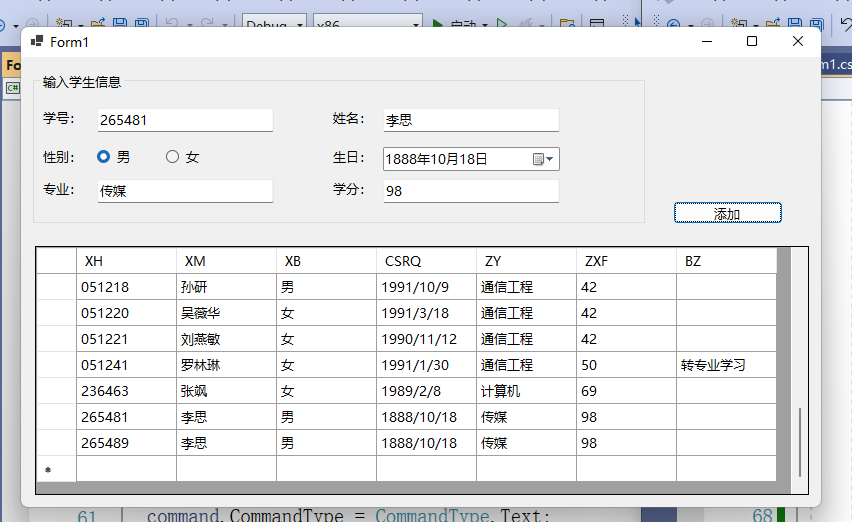 Debug x86 启动
Form1
输入学生信息
学号： 265481 姓名： 李思
性别： 男 女 生日： 1888年10月18日
专业： 传媒 学分： 98
添加
XH XM XB CSRQ ZY ZXF BZ
051218 孙研 男 1991/10/9 通信工程 42
051220 吴薇华 女 1991/3/18 通信工程 42
051221 刘燕敏 女 1990/11/12 通信工程 42
051241 罗林琳 女 1991/1/30 通信工程 50 转专业学习
236463 张飒 女 1989/2/8 计算机 69
265481 李思 男 1888/10/18 传媒 98
265489 李思 男 1888/10/18 传媒 98
*
61 command.CommandType = CommandType.Text; 68